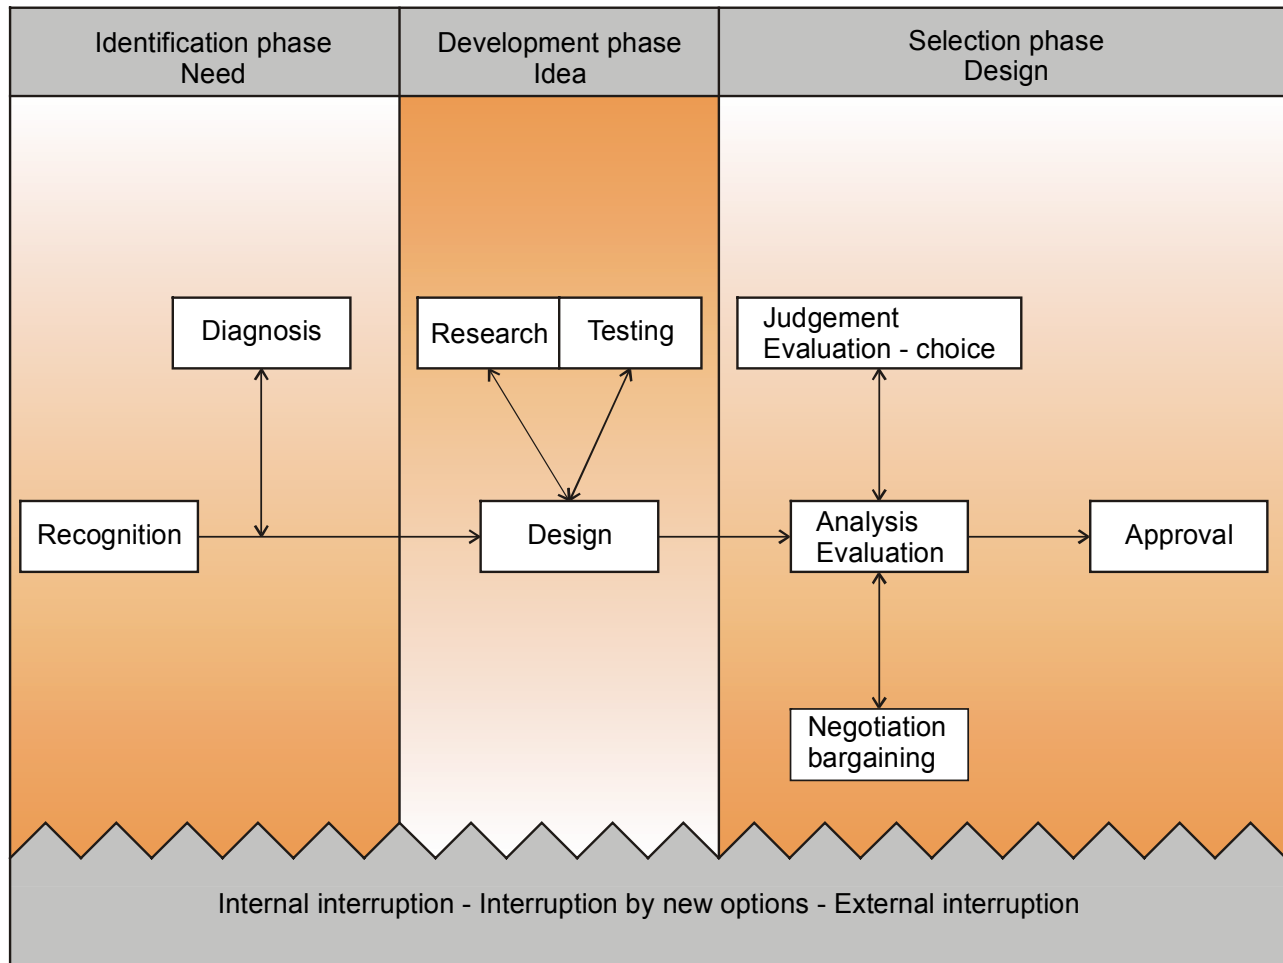 Identification phase
Need
Development phase
Idea
Selection phase
Design
Diagnosis
Research
Testing
Judgement
Evaluation - choice
Recognition
Design
Analysis
Evaluation
Approval
Negotiation
bargaining
Internal interruption - Interruption by new options - External interruption